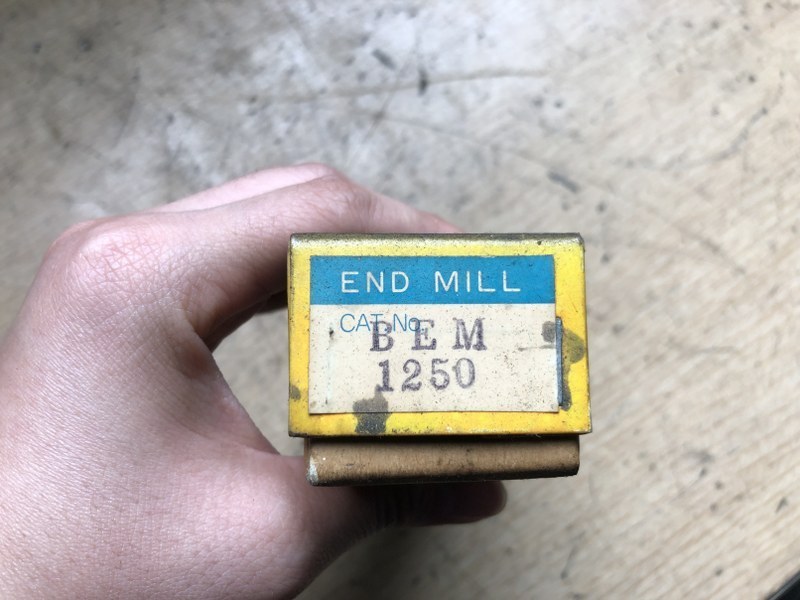 END MILL
CAT. No.
BEM
1250